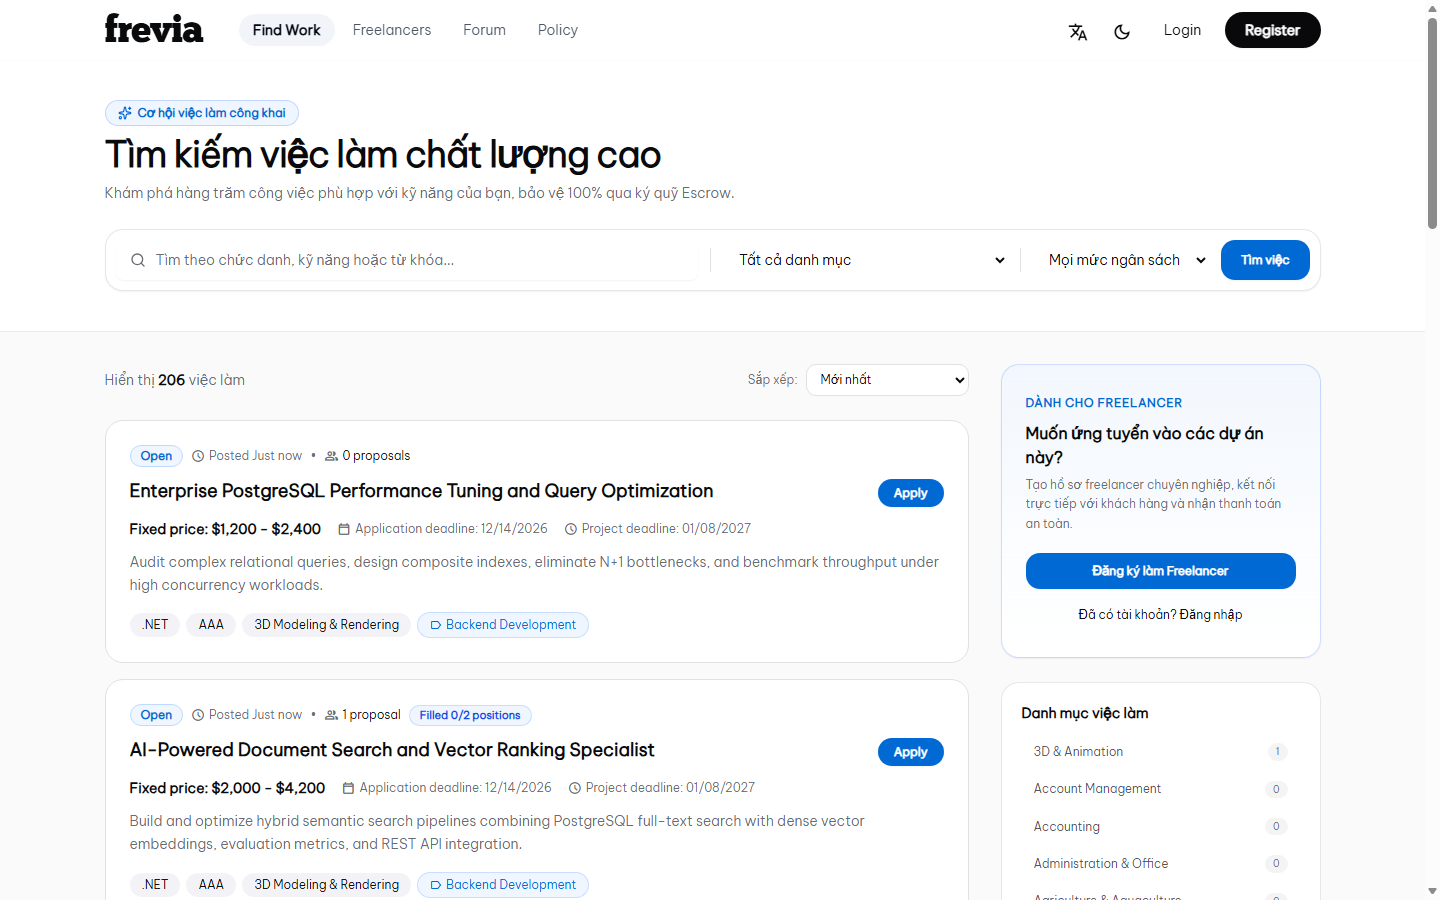 frevia
Find Work
Freelancers
Forum
Policy
Login
Register
Cơ hội việc làm công khai
Tìm kiếm việc làm chất lượng cao
Khám phá hàng trăm công việc phù hợp với kỹ năng của bạn, bảo vệ 100% qua ký quỹ Escrow.
Tìm theo chức danh, kỹ năng hoặc từ khóa...
Tất cả danh mục
Mọi mức ngân sách
Tìm việc
Hiển thị 206 việc làm
Sắp xếp:
Mới nhất
Open
Posted Just now
•
0 proposals
Enterprise PostgreSQL Performance Tuning and Query Optimization
Apply
Fixed price: $1,200 - $2,400
Application deadline: 12/14/2026
Project deadline: 01/08/2027
Audit complex relational queries, design composite indexes, eliminate N+1 bottlenecks, and benchmark throughput under
high concurrency workloads.
.NET
AAA
3D Modeling & Rendering
Backend Development
Open
Posted Just now
•
1 proposal
Filled 0/2 positions
AI-Powered Document Search and Vector Ranking Specialist
Apply
Fixed price: $2,000 - $4,200
Application deadline: 12/14/2026
Project deadline: 01/08/2027
Build and optimize hybrid semantic search pipelines combining PostgreSQL full-text search with dense vector
embeddings, evaluation metrics, and REST API integration.
.NET
AAA
3D Modeling & Rendering
Backend Development
DÀNH CHO FREELANCER
Muốn ứng tuyển vào các dự án
này?
Tạo hồ sơ freelancer chuyên nghiệp, kết nối
trực tiếp với khách hàng và nhận thanh toán
an toàn.
Đăng ký làm Freelancer
Đã có tài khoản? Đăng nhập
Danh mục việc làm
3D & Animation
1
Account Management
0
Accounting
0
Administration & Office
0
Agriculture & Aquaculture
0